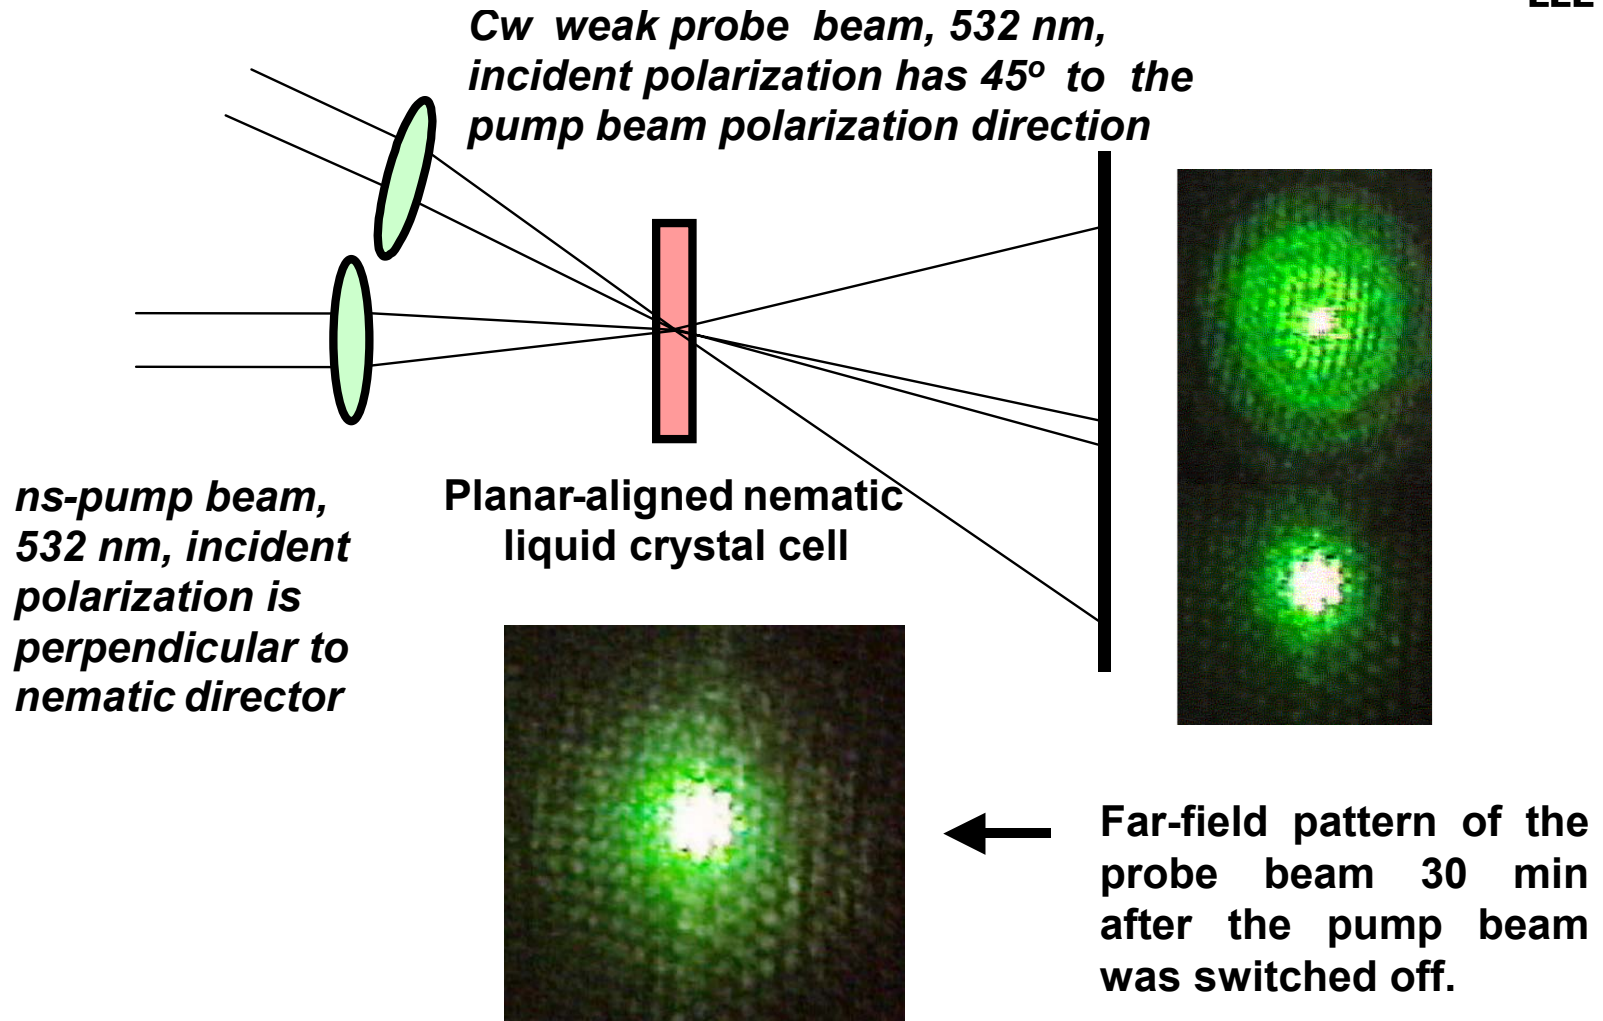 Cw weak probe beam, 532 nm,
incident polarization has 45º to the
pump beam polarization direction
ns-pump beam,
532 nm, incident
polarization is
perpendicular to
nematic director
Planar-aligned nematic
liquid crystal cell
Far-field pattern of the
probe beam 30 min
after the pump beam
was switched off.